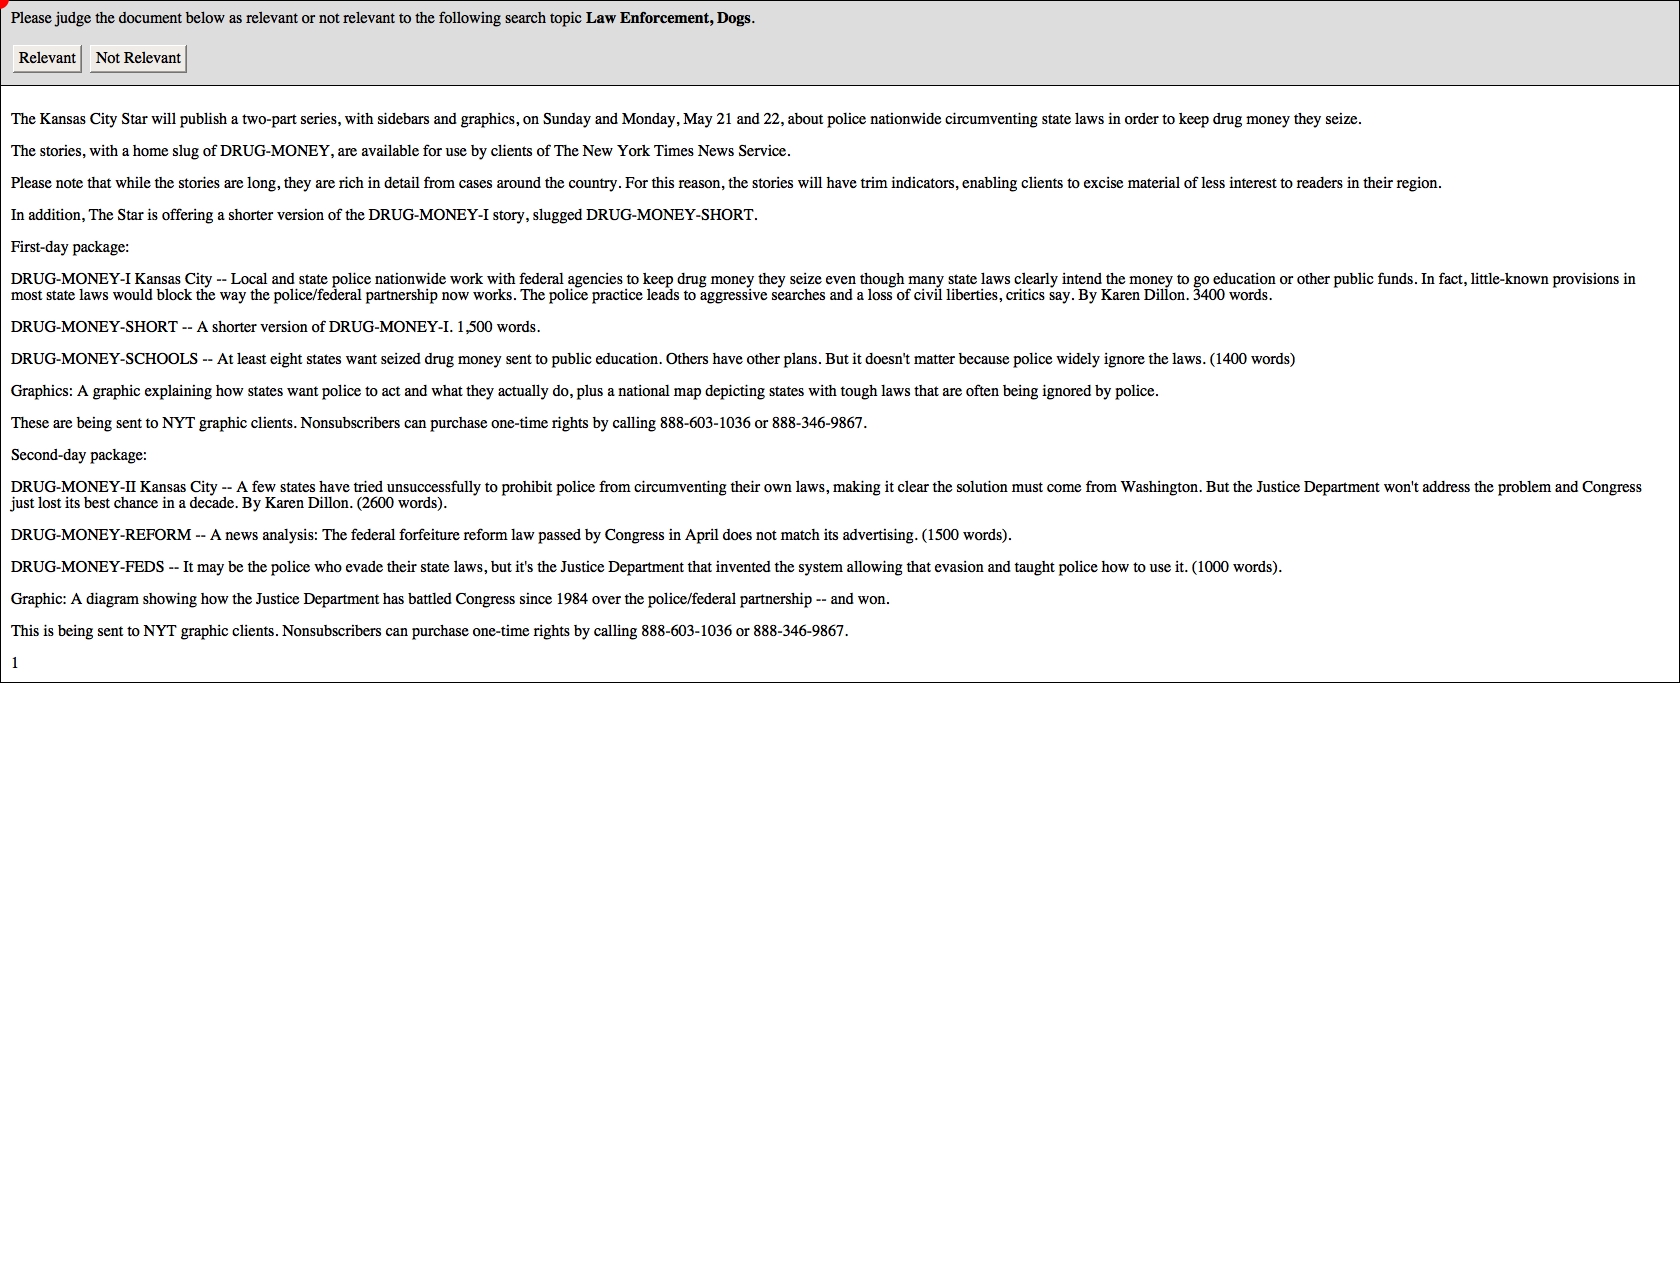 Please judge the document below as relevant or not relevant to the following search topic Law Enforcement, Dogs.
Relevant Not Relevant
The Kansas City Star will publish a two-part series, with sidebars and graphics, on Sunday and Monday, May 21 and 22, about police nationwide circumventing state laws in order to keep drug money they seize.
The stories, with a home slug of DRUG-MONEY, are available for use by clients of The New York Times News Service.
Please note that while the stories are long, they are rich in detail from cases around the country. For this reason, the stories will have trim indicators, enabling clients to excise material of less interest to readers in their region.
In addition, The Star is offering a shorter version of the DRUG-MONEY-I story, slugged DRUG-MONEY-SHORT.
First-day package:
DRUG-MONEY-I Kansas City -- Local and state police nationwide work with federal agencies to keep drug money they seize even though many state laws clearly intend the money to go education or other public funds. In fact, little-known provisions in
most state laws would block the way the police/federal partnership now works. The police practice leads to aggressive searches and a loss of civil liberties, critics say. By Karen Dillon. 3400 words.
DRUG-MONEY-SHORT -- A shorter version of DRUG-MONEY-I. 1,500 words.
DRUG-MONEY-SCHOOLS -- At least eight states want seized drug money sent to public education. Others have other plans. But it doesn't matter because police widely ignore the laws. (1400 words)
Graphics: A graphic explaining how states want police to act and what they actually do, plus a national map depicting states with tough laws that are often being ignored by police.
These are being sent to NYT graphic clients. Nonsubscribers can purchase one-time rights by calling 888-603-1036 or 888-346-9867.
Second-day package:
DRUG-MONEY-II Kansas City -- A few states have tried unsuccessfully to prohibit police from circumventing their own laws, making it clear the solution must come from Washington. But the Justice Department won't address the problem and Congress
just lost its best chance in a decade. By Karen Dillon. (2600 words).
DRUG-MONEY-REFORM -- A news analysis: The federal forfeiture reform law passed by Congress in April does not match its advertising. (1500 words).
DRUG-MONEY-FEDS -- It may be the police who evade their state laws, but it's the Justice Department that invented the system allowing that evasion and taught police how to use it. (1000 words).
Graphic: A diagram showing how the Justice Department has battled Congress since 1984 over the police/federal partnership -- and won.
This is being sent to NYT graphic clients. Nonsubscribers can purchase one-time rights by calling 888-603-1036 or 888-346-9867.
1